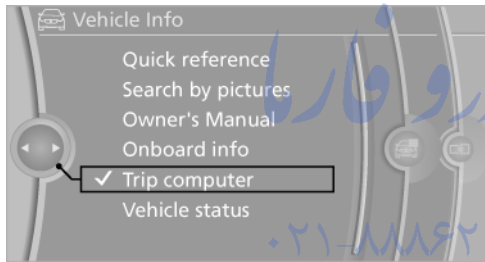 Vehicle Info
Quick reference
Search by pictures
Owner's Manual
Onboard info
Trip computer
Vehicle status